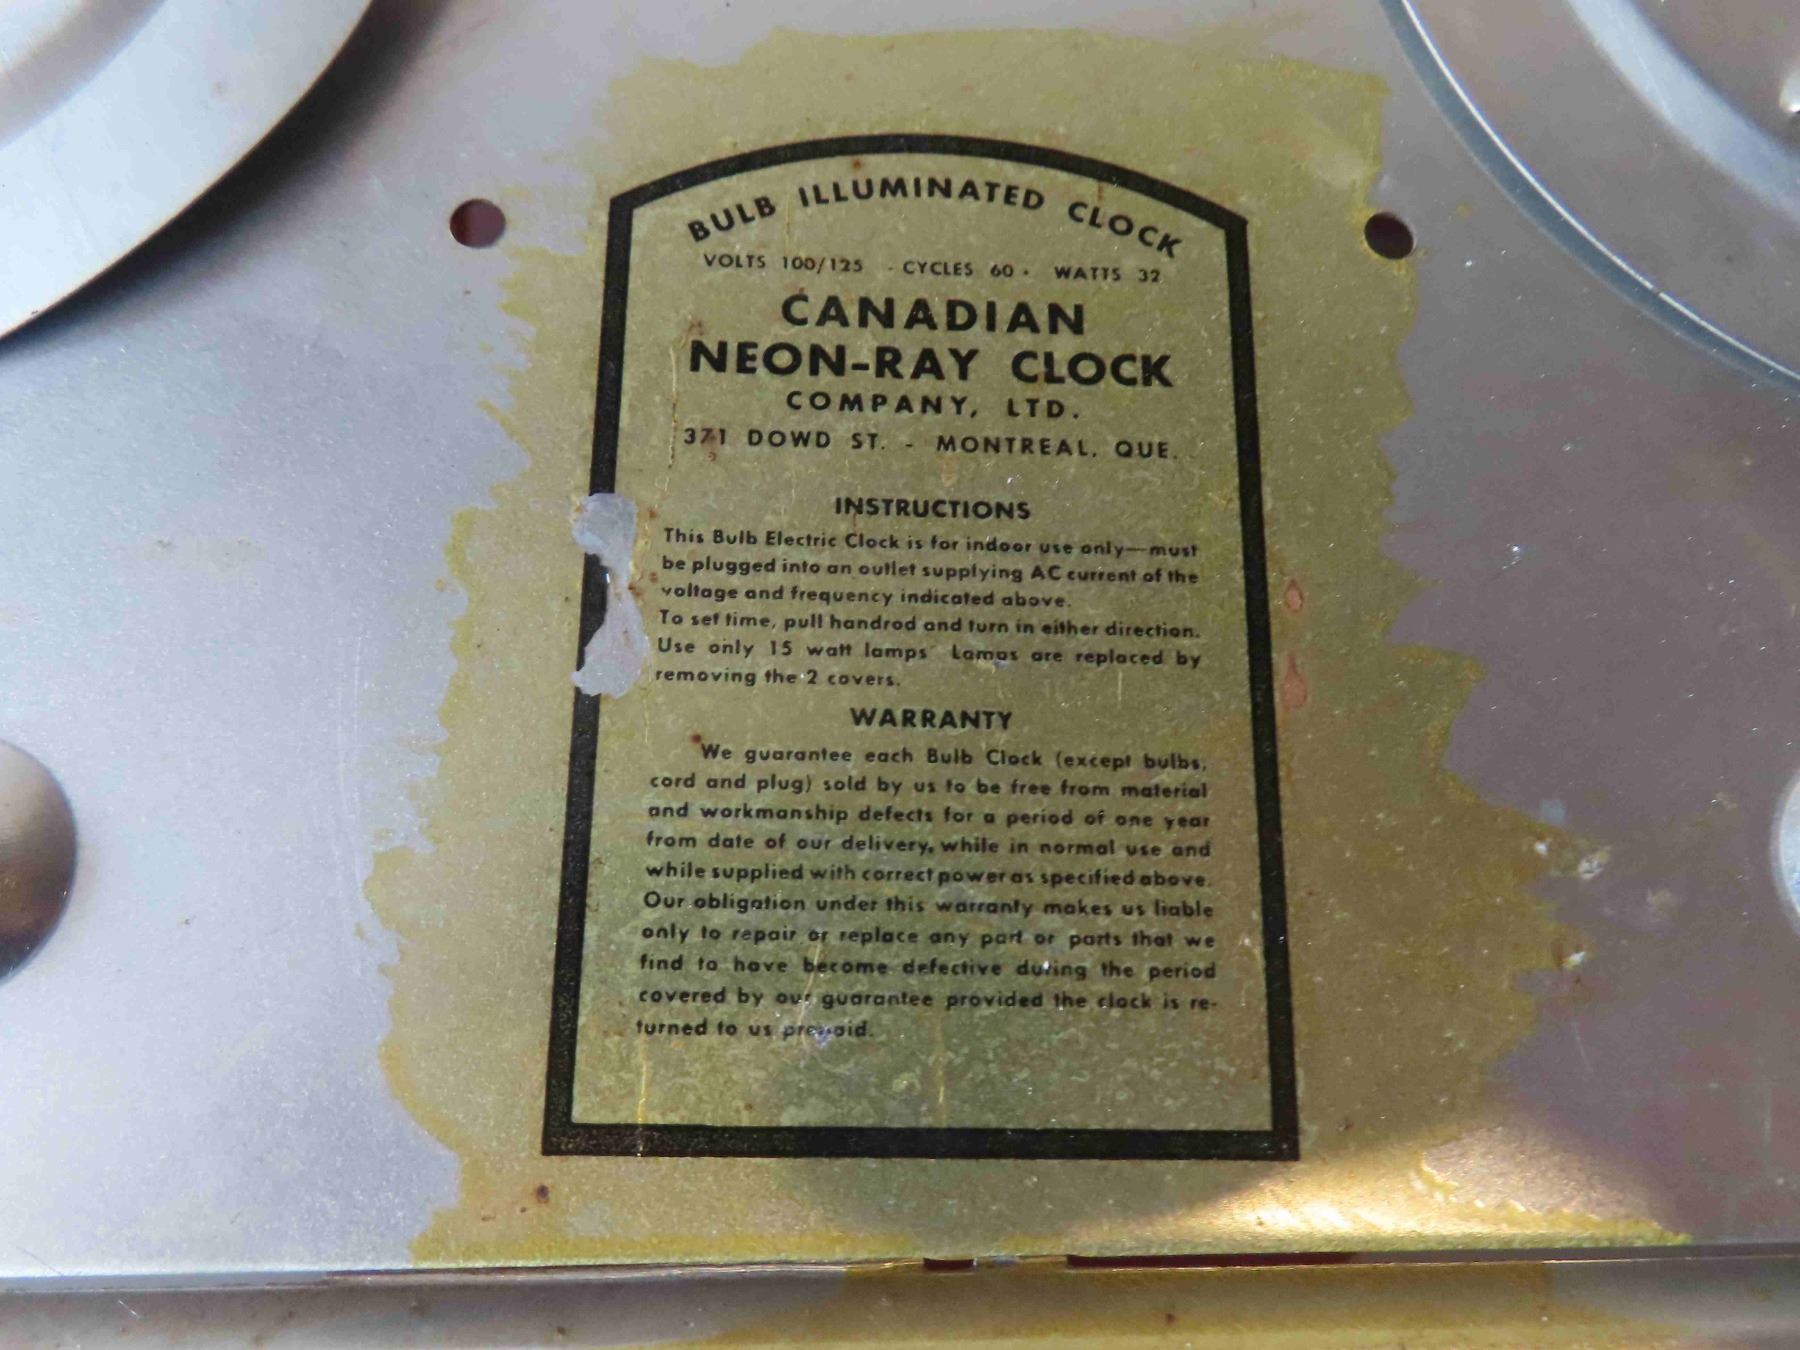 BULB ILLUMINATED CLOCK
VOLTS 100/125 - CYCLES 60 - WATTS 32
CANADIAN
NEON-RAY CLOCK
COMPANY, LTD.
371 DOWD ST. - MONTREAL, QUE.
INSTRUCTIONS
This Bulb Electric Clock is for indoor use only—must
be plugged into an outlet supplying AC current of the
voltage and frequency indicated above.
To set time, pull handrod and turn in either direction.
Use only 15 watt lamps Lamps are replaced by
removing the 2 covers.
WARRANTY
We guarantee each Bulb Clock (except bulbs,
cord and plug) sold by us to be free from material
and workmanship defects for a period of one year
from date of our delivery, while in normal use and
while supplied with correct power as specified above.
Our obligation under this warranty makes us liable
only to repair or replace any part or parts that we
find to have become defective during the period
covered by our guarantee provided the clock is re-
turned to us prepaid.